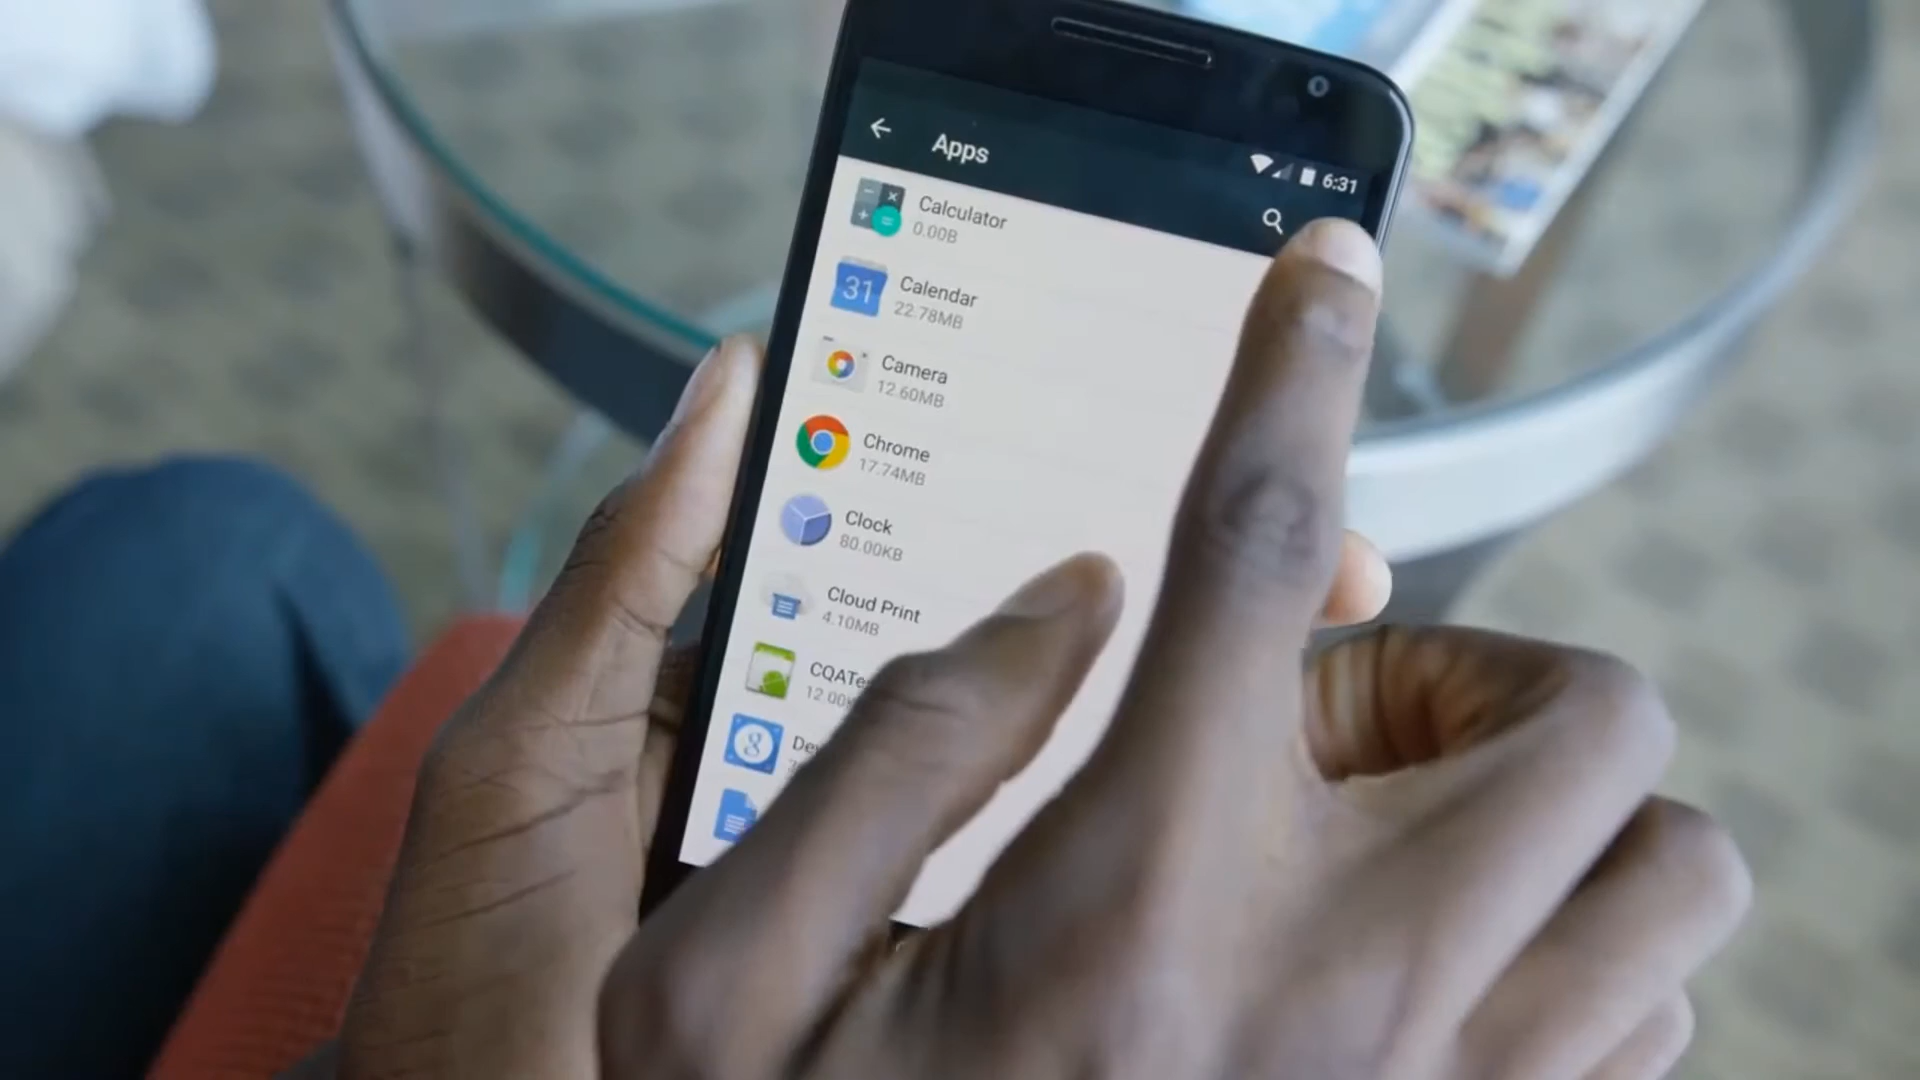 Apps
6:31
Calculator
0.00B
31
Calendar
22.78MB
Camera
12.60MB
Chrome
17.74MB
Clock
80.00KB
Cloud Print
4.10MB
g